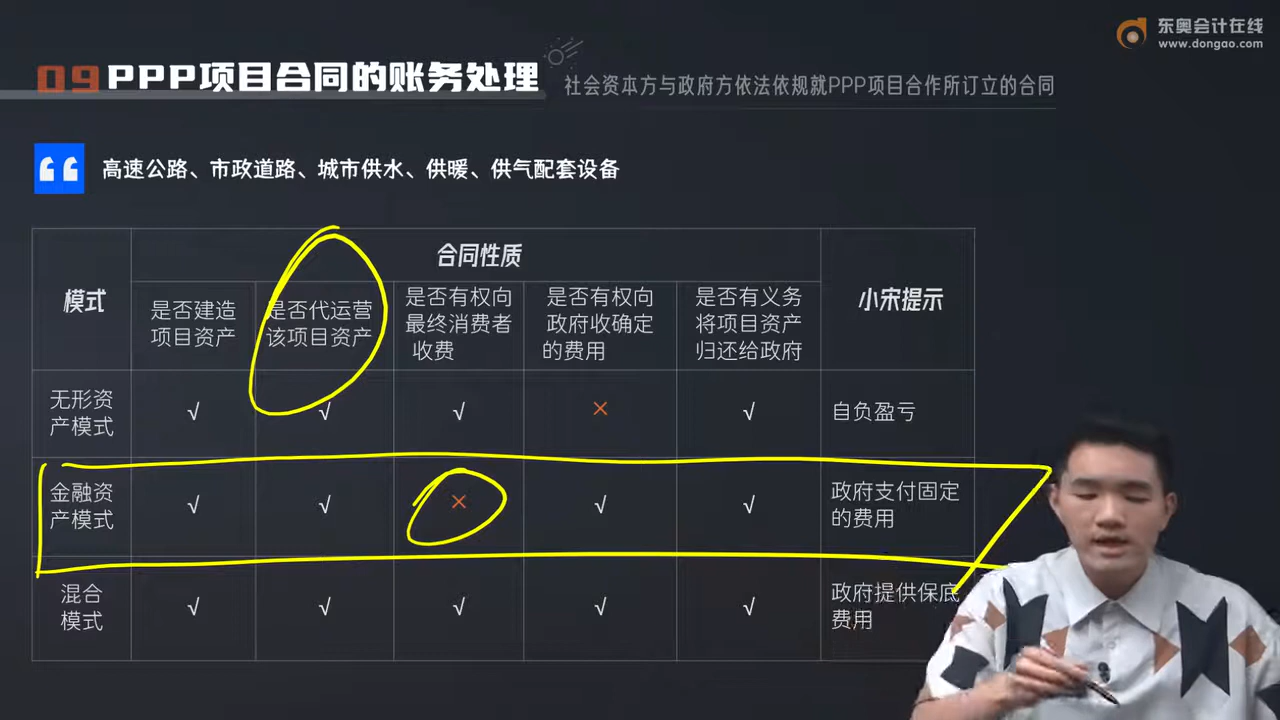 东奥会计在线
www.dongao.com
09 PPP项目合同的账务处理
社会资本方与政府方依法依规就PPP项目合作所订立的合同
高速公路、市政道路、城市供水、供暖、供气配套设备
模式
合同性质
小宋提示
是否建造
项目资产
是否代运营
该项目资产
是否有权向
最终消费者
收费
是否有权向
政府收确定
的费用
是否有义务
将项目资产
归还给政府
无形资
产模式
√
√
√
×
√
自负盈亏
金融资
产模式
√
√
×
√
√
政府支付固定
的费用
混合
模式
√
√
√
√
√
政府提供保底
费用